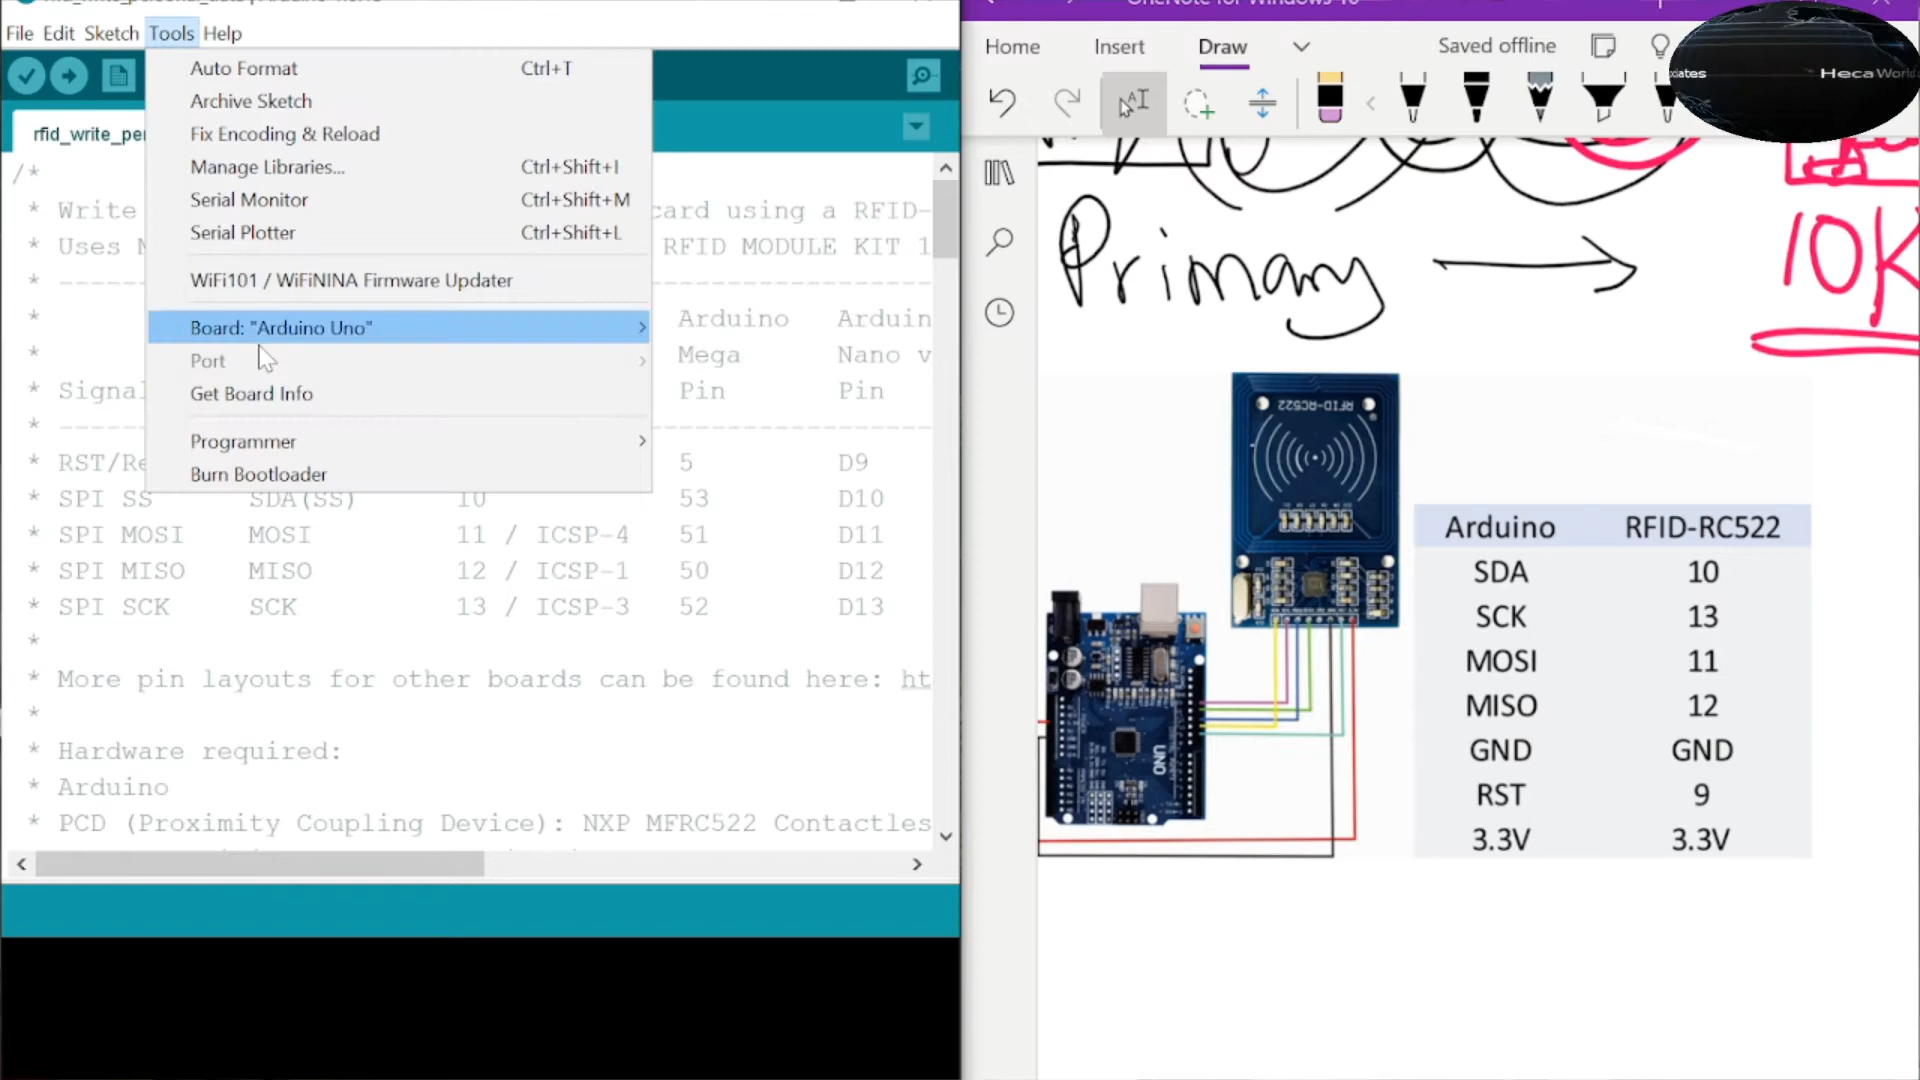 File Edit Sketch Tools Help
Auto Format Ctrl+T
Archive Sketch
Fix Encoding & Reload
Manage Libraries... Ctrl+Shift+I
Serial Monitor Ctrl+Shift+M
Serial Plotter Ctrl+Shift+L
WiFi101 / WiFiNINA Firmware Updater
Board: "Arduino Uno"
Port
Get Board Info
Programmer
Burn Bootloader
rfid_write_per
/*
* Write card using a RFID-
* Uses RFID MODULE KIT 1
* Arduino Arduin
* Mega Nano v
* Signal Pin Pin
* RST/Re 5 D9
* SPI SS SDA(SS) 10 53 D10
* SPI MOSI MOSI 11 / ICSP-4 51 D11
* SPI MISO MISO 12 / ICSP-1 50 D12
* SPI SCK SCK 13 / ICSP-3 52 D13
*
* More pin layouts for other boards can be found here: ht
*
* Hardware required:
* Arduino
* PCD (Proximity Coupling Device): NXP MFRC522 Contactles
OneNote for Windows 10
Home Insert Draw Saved offline
xiates HecaWorld
Primary 10K
RFID-RC522
UNO
Arduino RFID-RC522
SDA 10
SCK 13
MOSI 11
MISO 12
GND GND
RST 9
3.3V 3.3V